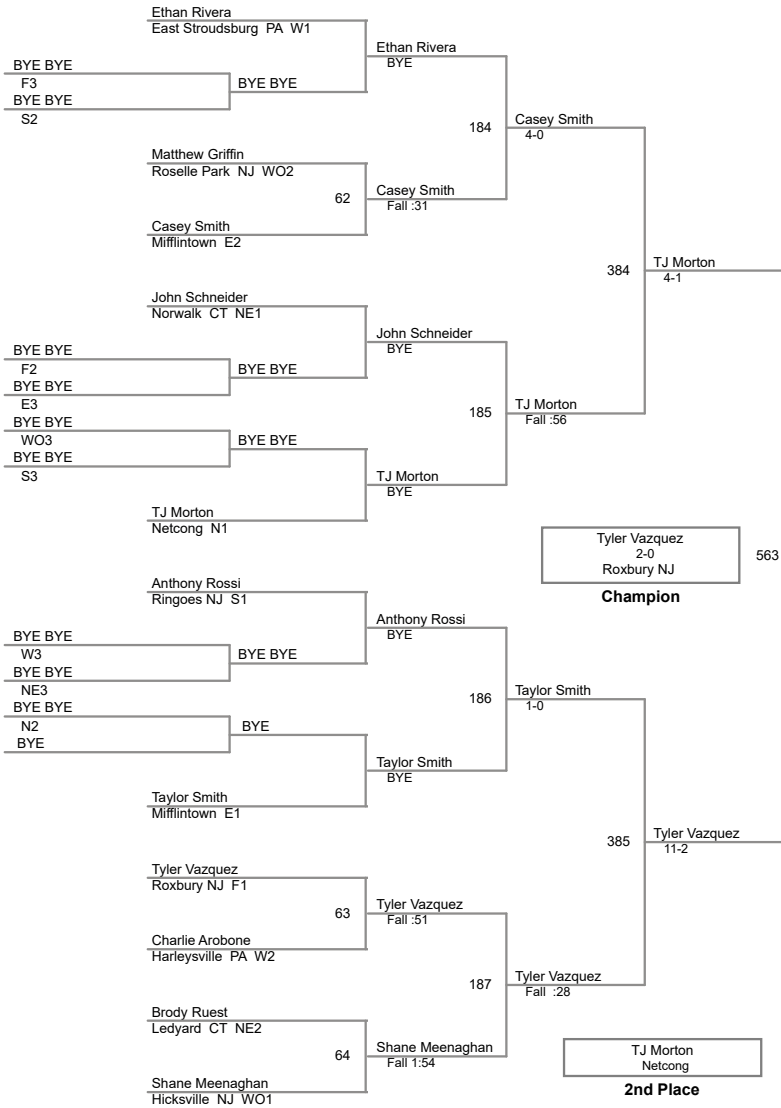 Ethan Rivera
East Stroudsburg PA W1
Ethan Rivera
BYE
BYE BYE
F3
BYE BYE
BYE BYE
S2
184
Casey Smith
4-0
Matthew Griffin
Roselle Park NJ WO2
62
Casey Smith
Fall :31
Casey Smith
Mifflintown E2
384
TJ Morton
4-1
John Schneider
Norwalk CT NE1
John Schneider
BYE
BYE BYE
F2
BYE BYE
BYE BYE
E3
185
TJ Morton
Fall :56
BYE BYE
WO3
BYE BYE
BYE BYE
S3
TJ Morton
BYE
TJ Morton
Netcong N1
Tyler Vazquez
2-0
Roxbury NJ
563
Champion
Anthony Rossi
Ringoes NJ S1
Anthony Rossi
BYE
BYE BYE
W3
BYE BYE
BYE BYE
NE3
186
Taylor Smith
1-0
BYE BYE
N2
BYE
BYE
Taylor Smith
BYE
Taylor Smith
Mifflintown E1
385
Tyler Vazquez
11-2
Tyler Vazquez
Roxbury NJ F1
63
Tyler Vazquez
Fall :51
Charlie Arobone
Harleysville PA W2
187
Tyler Vazquez
Fall :28
Brody Ruest
Ledyard CT NE2
64
Shane Meenaghan
Fall 1:54
Shane Meenaghan
Hicksville NJ WO1
TJ Morton
Netcong
2nd Place